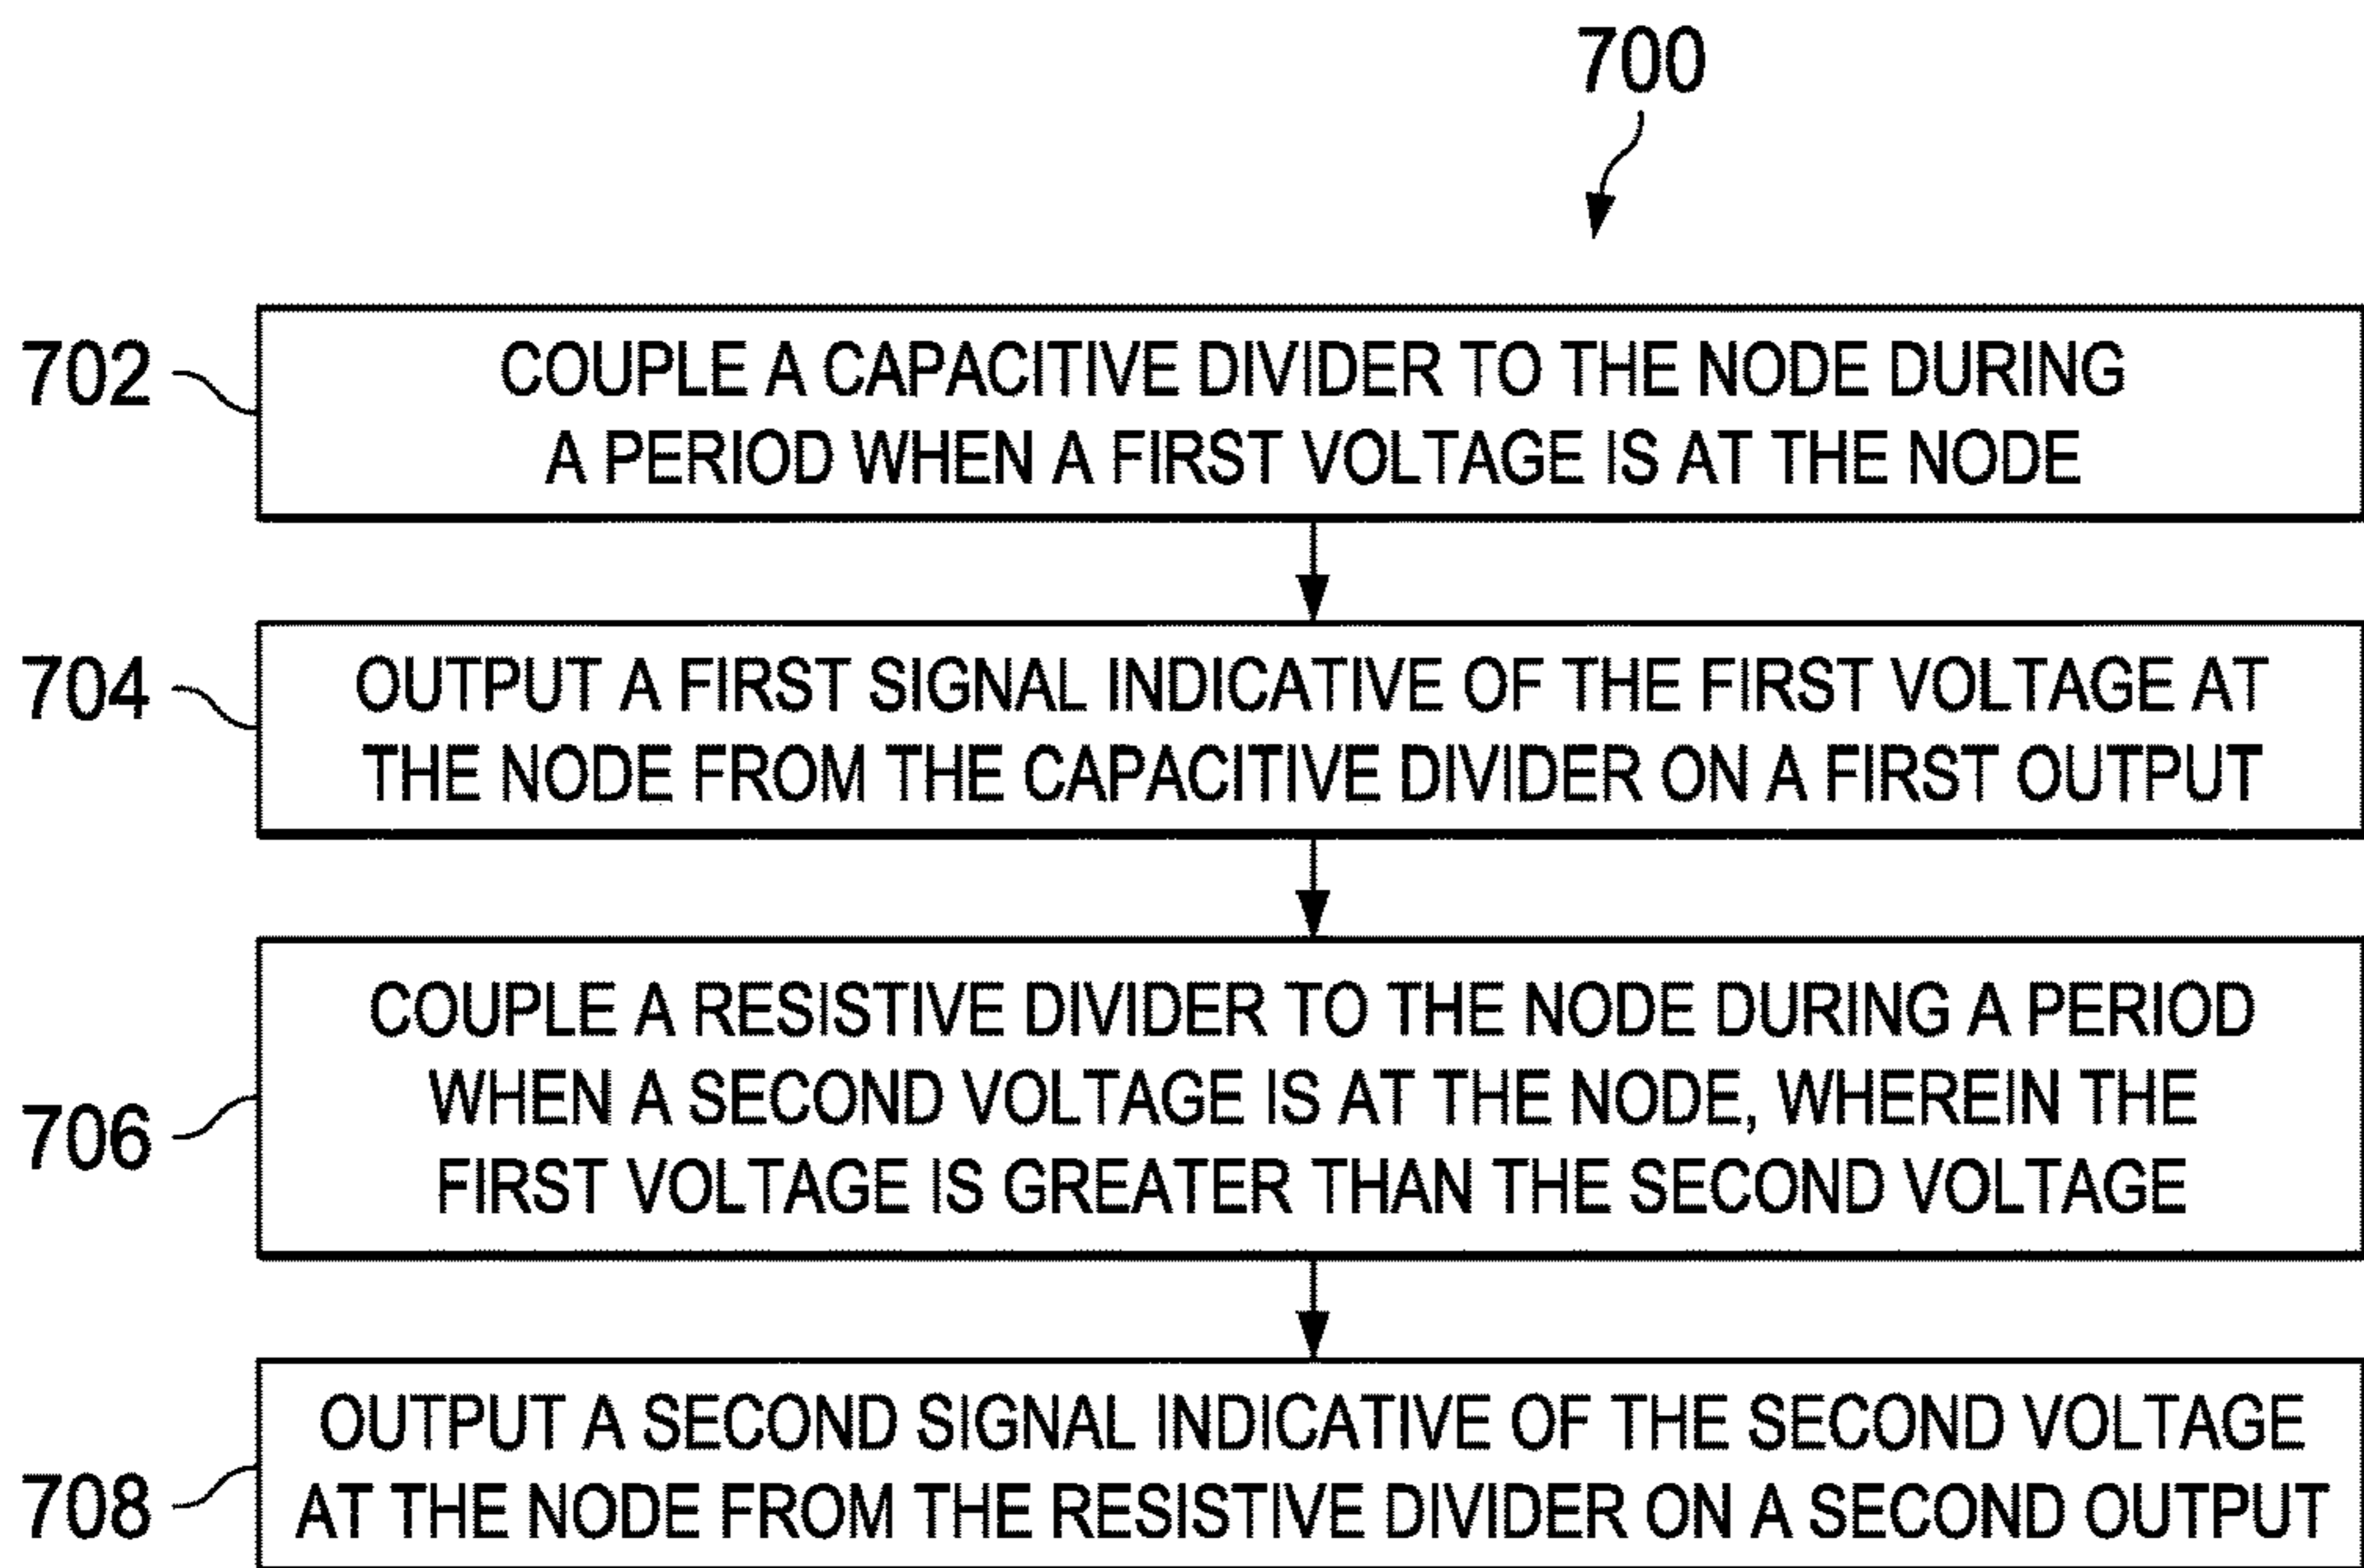 700
702
COUPLE A CAPACITIVE DIVIDER TO THE NODE DURING
A PERIOD WHEN A FIRST VOLTAGE IS AT THE NODE
704
OUTPUT A FIRST SIGNAL INDICATIVE OF THE FIRST VOLTAGE AT
THE NODE FROM THE CAPACITIVE DIVIDER ON A FIRST OUTPUT
706
COUPLE A RESISTIVE DIVIDER TO THE NODE DURING A PERIOD
WHEN A SECOND VOLTAGE IS AT THE NODE, WHEREIN THE
FIRST VOLTAGE IS GREATER THAN THE SECOND VOLTAGE
708
OUTPUT A SECOND SIGNAL INDICATIVE OF THE SECOND VOLTAGE
AT THE NODE FROM THE RESISTIVE DIVIDER ON A SECOND OUTPUT